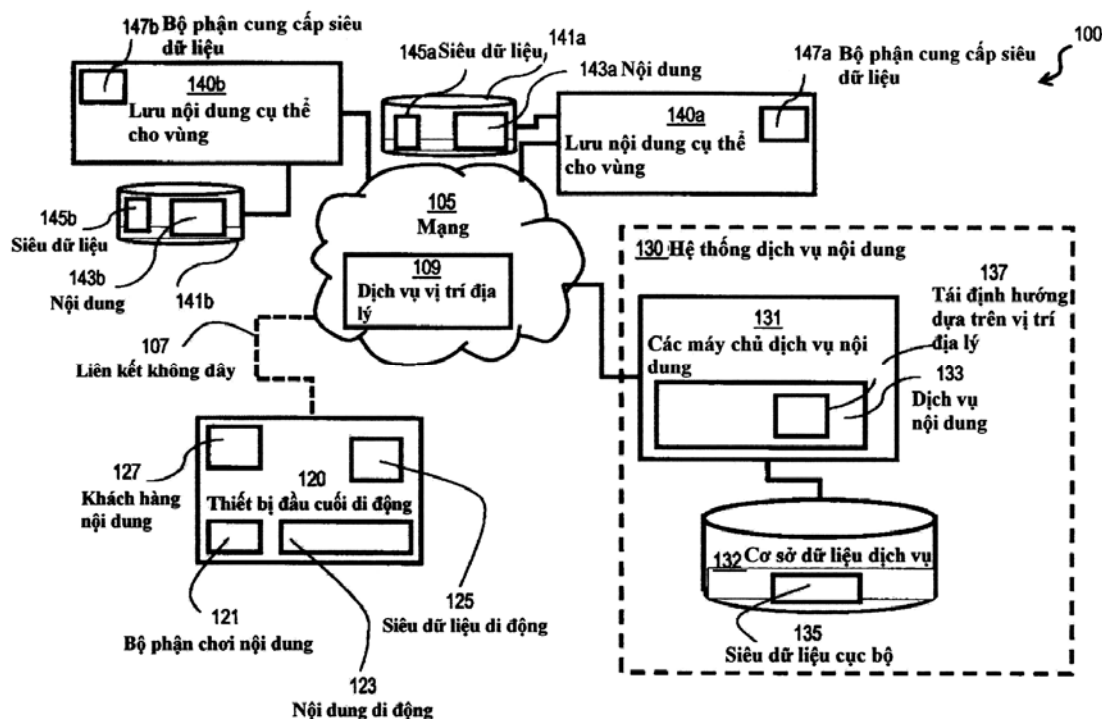 147b Bộ phận cung cấp siêu
dữ liệu
140b
Lưu nội dung cụ thể
cho vùng
145b
Siêu dữ liệu
143b
Nội dung
141b
145a Siêu dữ liệu
141a
143a Nội dung
147a Bộ phận cung cấp siêu
dữ liệu
100
140a
Lưu nội dung cụ thể
cho vùng
105
Mạng
109
Dịch vụ vị trí địa
lý
107
Liên kết không dây
130 Hệ thống dịch vụ nội dung
131
Các máy chủ dịch vụ nội
dung
137
Tái định hướng
dựa trên vị trí
địa lý
133
Dịch vụ
nội dung
132 Cơ sở dữ liệu dịch vụ
135
Siêu dữ liệu cục bộ
127
Khách hàng
nội dung
120
Thiết bị đầu cuối di động
121
Bộ phận chơi nội dung
123
Nội dung di động
125
Siêu dữ liệu di động